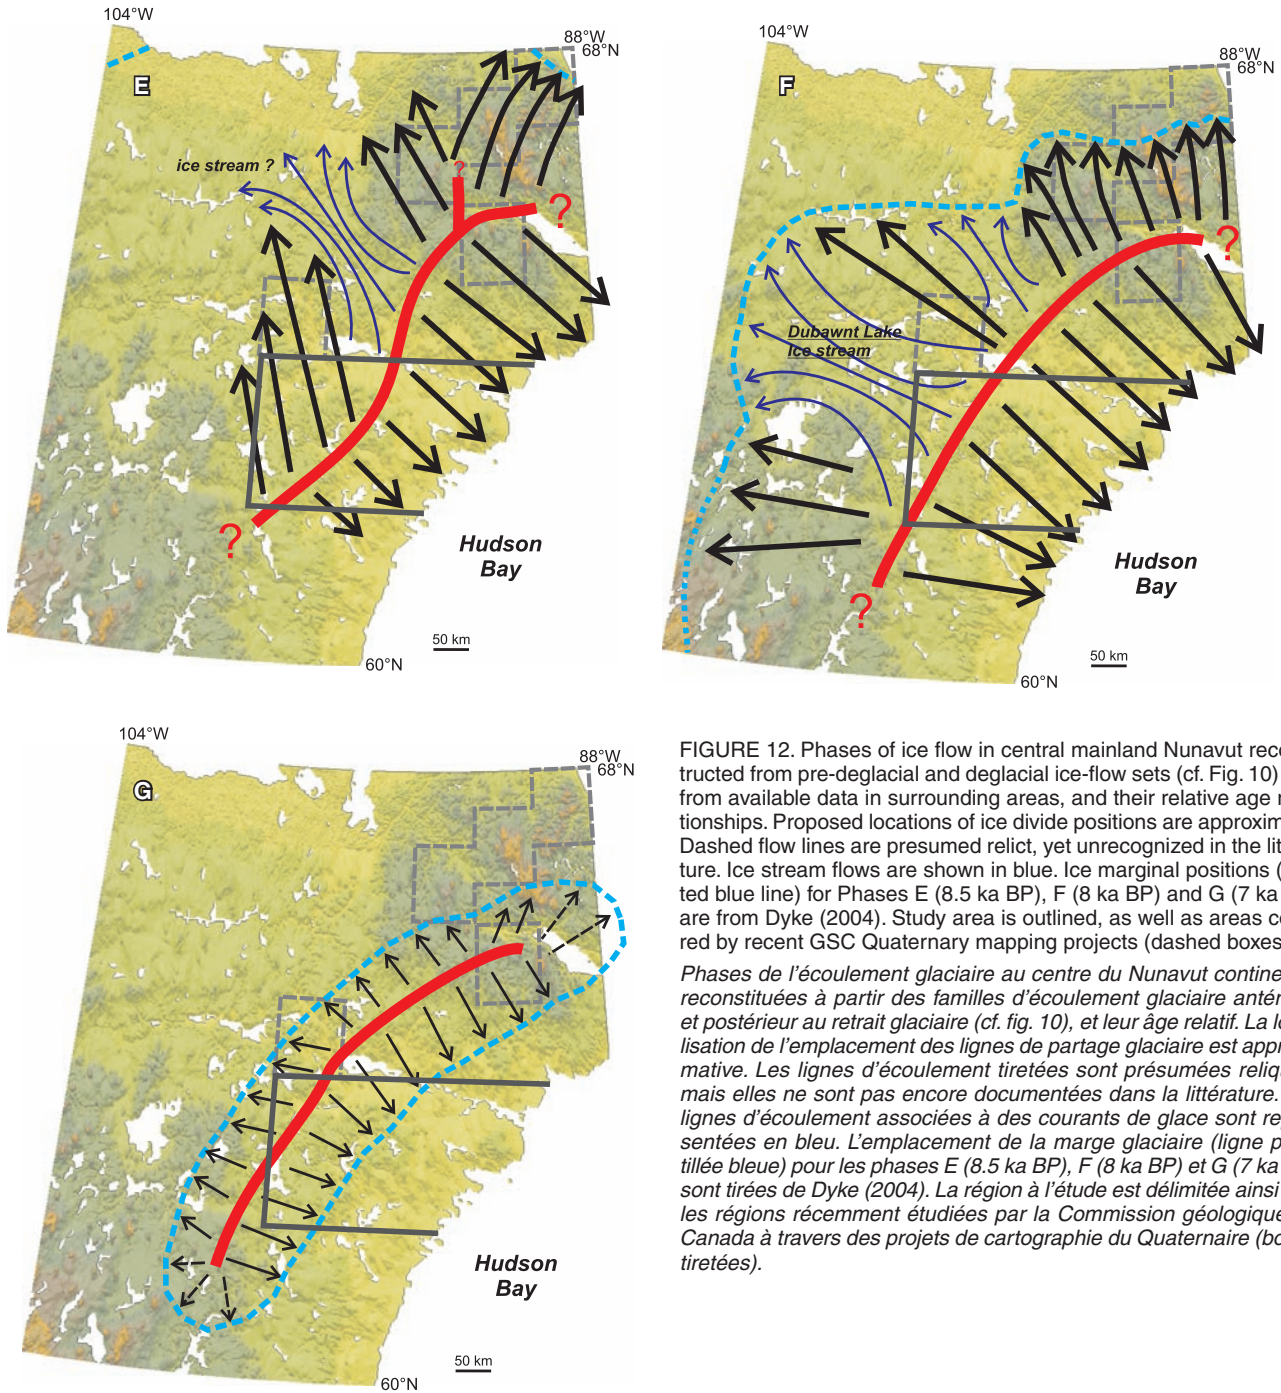 104°W
88°W
68°N
E
ice stream ?
?
?
?
Hudson
Bay
50 km
60°N
104°W
88°W
68°N
F
Dubawnt Lake
Ice stream
?
?
Hudson
Bay
50 km
60°N
104°W
88°W
68°N
G
Hudson
Bay
50 km
60°N
FIGURE 12. Phases of ice flow in central mainland Nunavut reco
tructed from pre-deglacial and deglacial ice-flow sets (cf. Fig. 10)
from available data in surrounding areas, and their relative age r
tionships. Proposed locations of ice divide positions are approxim
Dashed flow lines are presumed relict, yet unrecognized in the lit
ture. Ice stream flows are shown in blue. Ice marginal positions (
ted blue line) for Phases E (8.5 ka BP), F (8 ka BP) and G (7 ka
are from Dyke (2004). Study area is outlined, as well as areas co
red by recent GSC Quaternary mapping projects (dashed boxes
Phases de l'écoulement glaciaire au centre du Nunavut contine
reconstituées à partir des familles d'écoulement glaciaire antér
et postérieur au retrait glaciaire (cf. fig. 10), et leur âge relatif. La lo
lisation de l'emplacement des lignes de partage glaciaire est appr
mative. Les lignes d'écoulement tiretées sont présumées reliq
mais elles ne sont pas encore documentées dans la littérature.
lignes d'écoulement associées à des courants de glace sont re
sentées en bleu. L'emplacement de la marge glaciaire (ligne p
tillée bleue) pour les phases E (8.5 ka BP), F (8 ka BP) et G (7 ka
sont tirées de Dyke (2004). La région à l'étude est délimitée ainsi
les régions récemment étudiées par la Commission géologique
Canada à travers des projets de cartographie du Quaternaire (bo
tiretées).